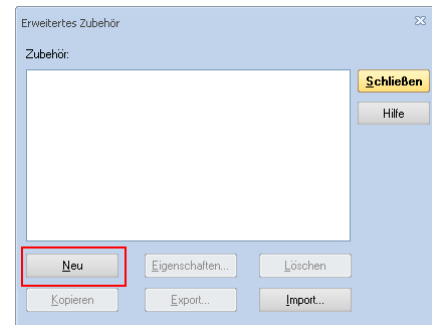 Erweitertes Zubehör
Zubehör:
Schließen
Hilfe
Neu
Eigenschaften...
Löschen
Kopieren
Export...
Import...